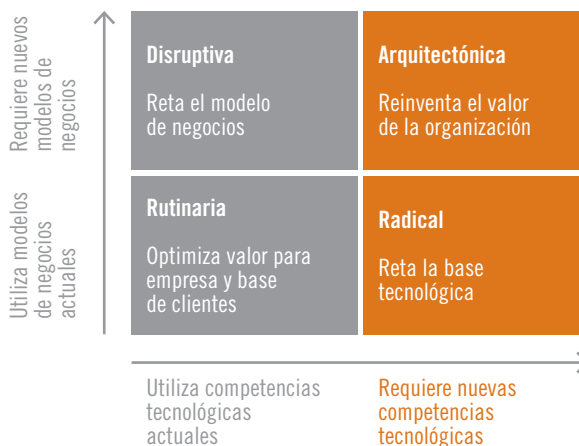 Requiere nuevos
modelos de
negocios
Disruptiva
Reta el modelo
de negocios
Arquitectónica
Reinventa el valor
de la organización
Utiliza modelos
de negocios
actuales
Rutinaria
Optimiza valor para
empresa y base
de clientes
Radical
Reta la base
tecnológica
Utiliza competencias
tecnológicas
actuales
Requiere nuevas
competencias
tecnológicas